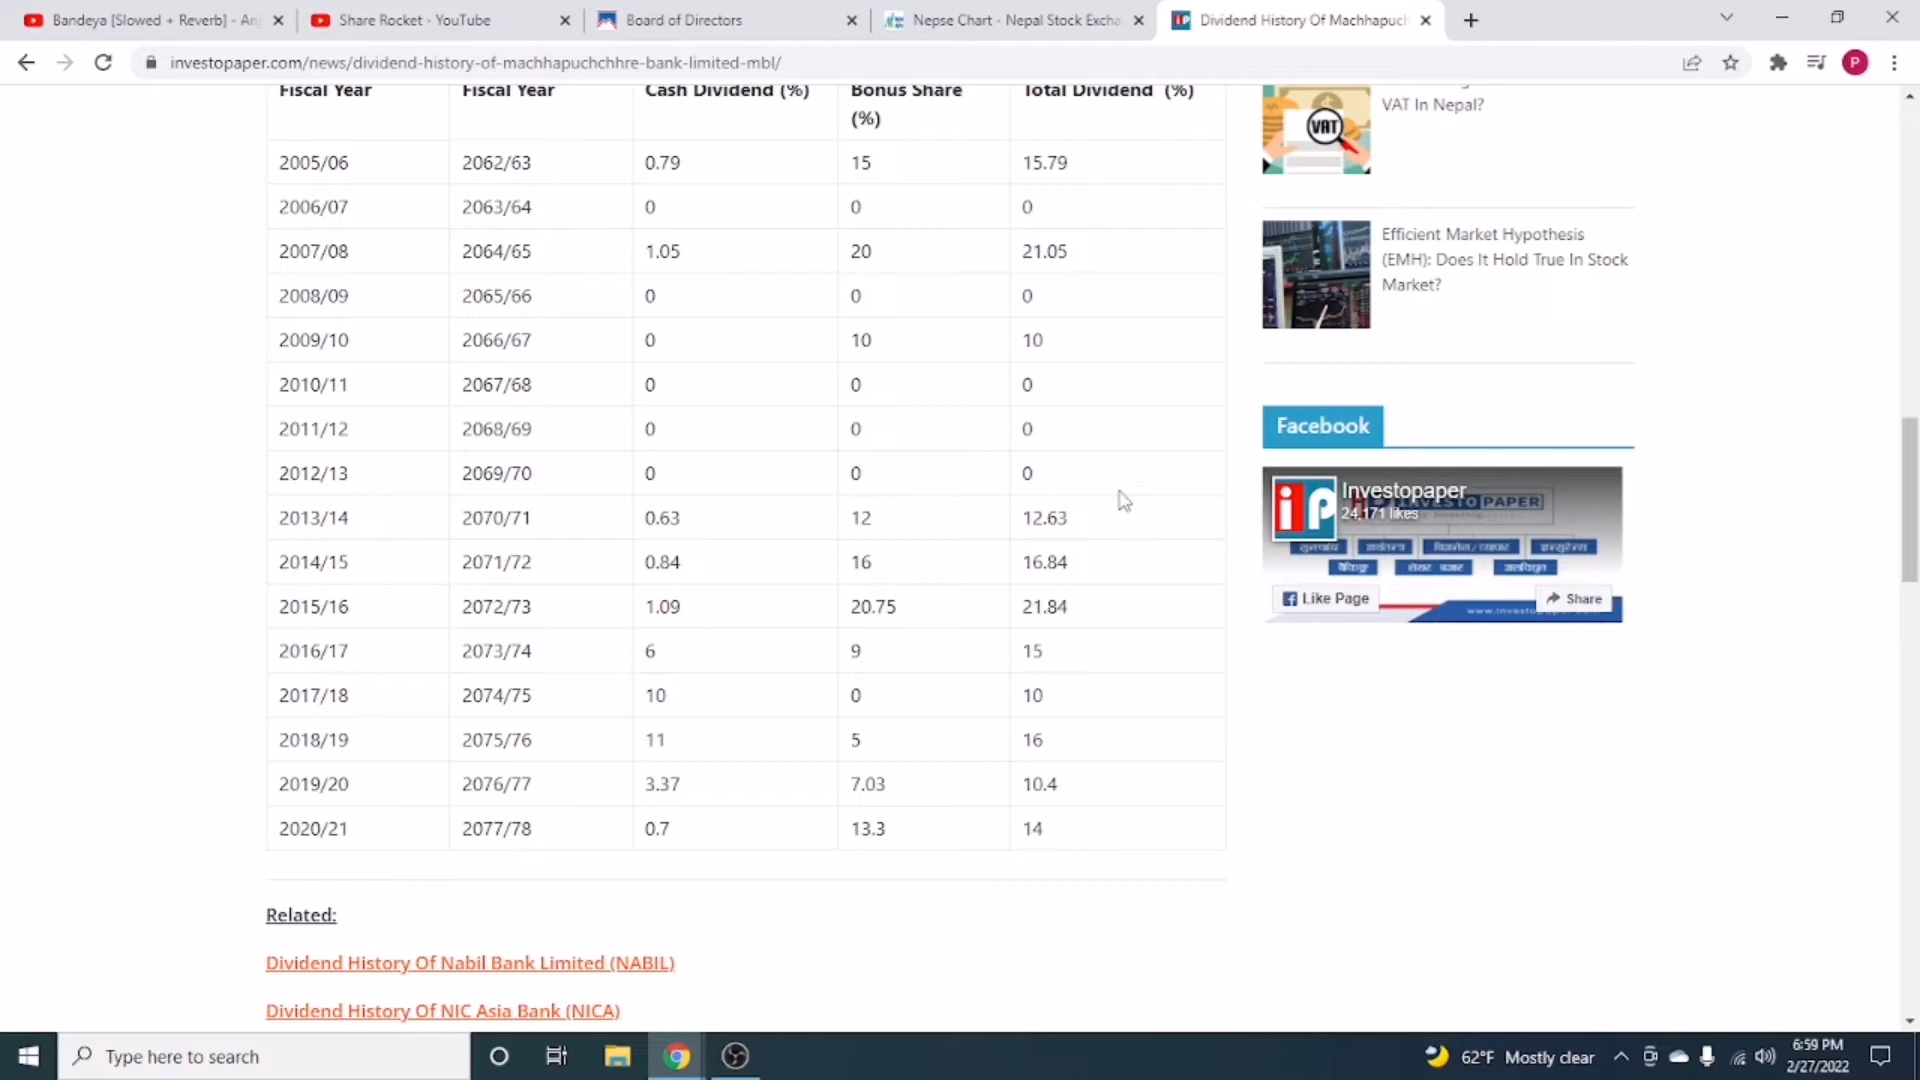 Bandeya [Slowed + Reverb] - Arij
Share Rocket - YouTube
Board of Directors
Nepse Chart - Nepal Stock Excha
Dividend History Of Machhapuch
investopaper.com/news/dividend-history-of-machhapuchchhre-bank-limited-mbl/
P
Fiscal Year Fiscal Year Cash Dividend (%) Bonus Share (%) Total Dividend (%)
2005/06 2062/63 0.79 15 15.79
2006/07 2063/64 0 0 0
2007/08 2064/65 1.05 20 21.05
2008/09 2065/66 0 0 0
2009/10 2066/67 0 10 10
2010/11 2067/68 0 0 0
2011/12 2068/69 0 0 0
2012/13 2069/70 0 0 0
2013/14 2070/71 0.63 12 12.63
2014/15 2071/72 0.84 16 16.84
2015/16 2072/73 1.09 20.75 21.84
2016/17 2073/74 6 9 15
2017/18 2074/75 10 0 10
2018/19 2075/76 11 5 16
2019/20 2076/77 3.37 7.03 10.4
2020/21 2077/78 0.7 13.3 14
Related:
Dividend History Of Nabil Bank Limited (NABIL)
Dividend History Of NIC Asia Bank (NICA)
VAT
VAT In Nepal?
Efficient Market Hypothesis
(EMH): Does It Hold True In Stock
Market?
Facebook
iP
Investopaper
24,171 likes
Like Page
Share
Type here to search
62°F Mostly clear
6:59 PM
2/27/2022